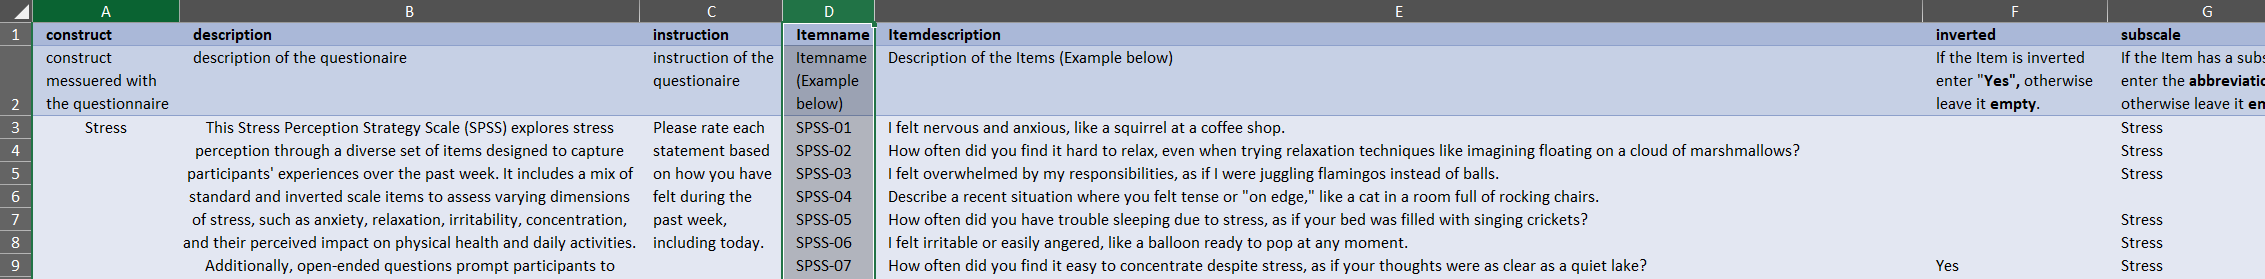 A B C D E F G
1 construct description instruction Itemname Itemdescription inverted subscale
construct description of the questionaire instruction of the Itemname Description of the Items (Example below) If the Item is inverted If the Item has a subs
messuered with questionaire (Example enter "Yes", otherwise enter the abbreviatio
2 the questionnaire below) leave it empty. otherwise leave it en
3 Stress This Stress Perception Strategy Scale (SPSS) explores stress Please rate each SPSS-01 I felt nervous and anxious, like a squirrel at a coffee shop. Stress
4 perception through a diverse set of items designed to capture statement based SPSS-02 How often did you find it hard to relax, even when trying relaxation techniques like imagining floating on a cloud of marshmallows? Stress
5 participants' experiences over the past week. It includes a mix of on how you have SPSS-03 I felt overwhelmed by my responsibilities, as if I were juggling flamingos instead of balls. Stress
6 standard and inverted scale items to assess varying dimensions felt during the SPSS-04 Describe a recent situation where you felt tense or "on edge," like a cat in a room full of rocking chairs.
7 of stress, such as anxiety, relaxation, irritability, concentration, past week, SPSS-05 How often did you have trouble sleeping due to stress, as if your bed was filled with singing crickets? Stress
8 and their perceived impact on physical health and daily activities. including today. SPSS-06 I felt irritable or easily angered, like a balloon ready to pop at any moment. Stress
9 Additionally, open-ended questions prompt participants to SPSS-07 How often did you find it easy to concentrate despite stress, as if your thoughts were as clear as a quiet lake? Yes Stress